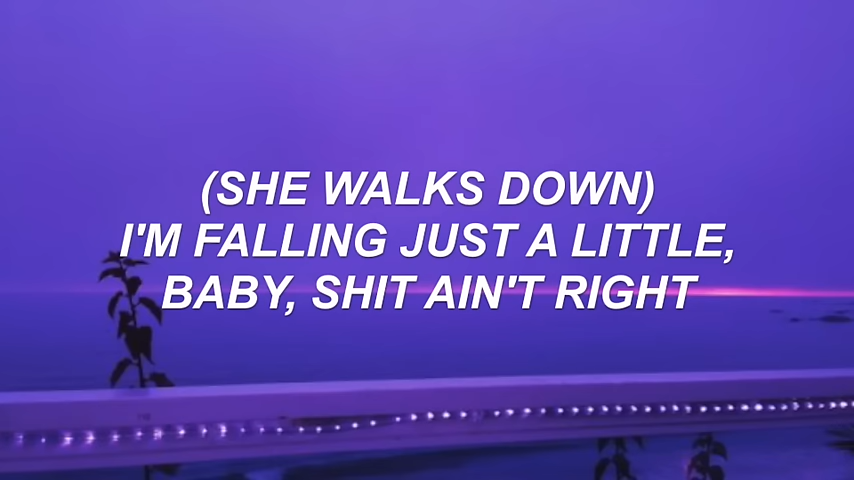 (SHE WALKS DOWN)
I'M FALLING JUST A LITTLE,
BABY, SHIT AIN'T RIGHT